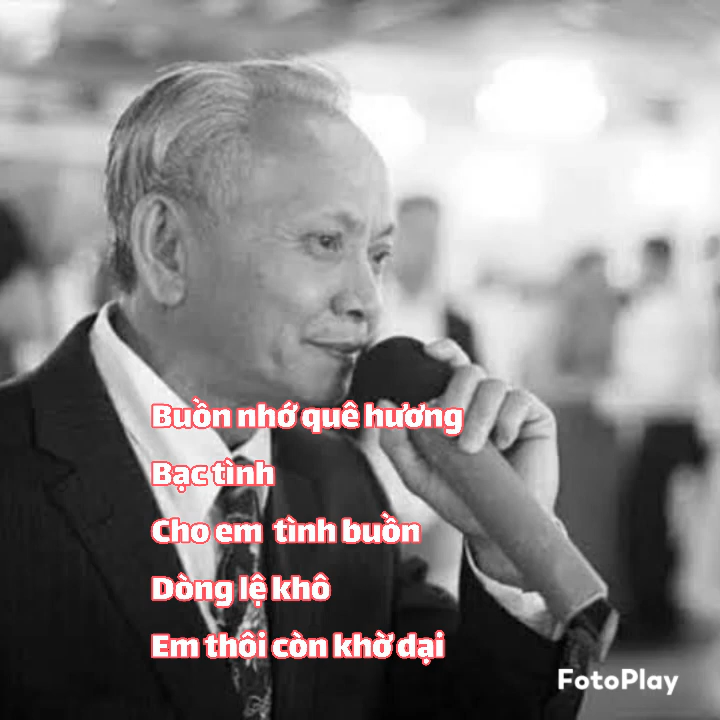 Buồn nhớ quê hương
Bạc tình
Cho em tình buồn
Dòng lệ khô
Em thôi còn khờ dại
FotoPlay